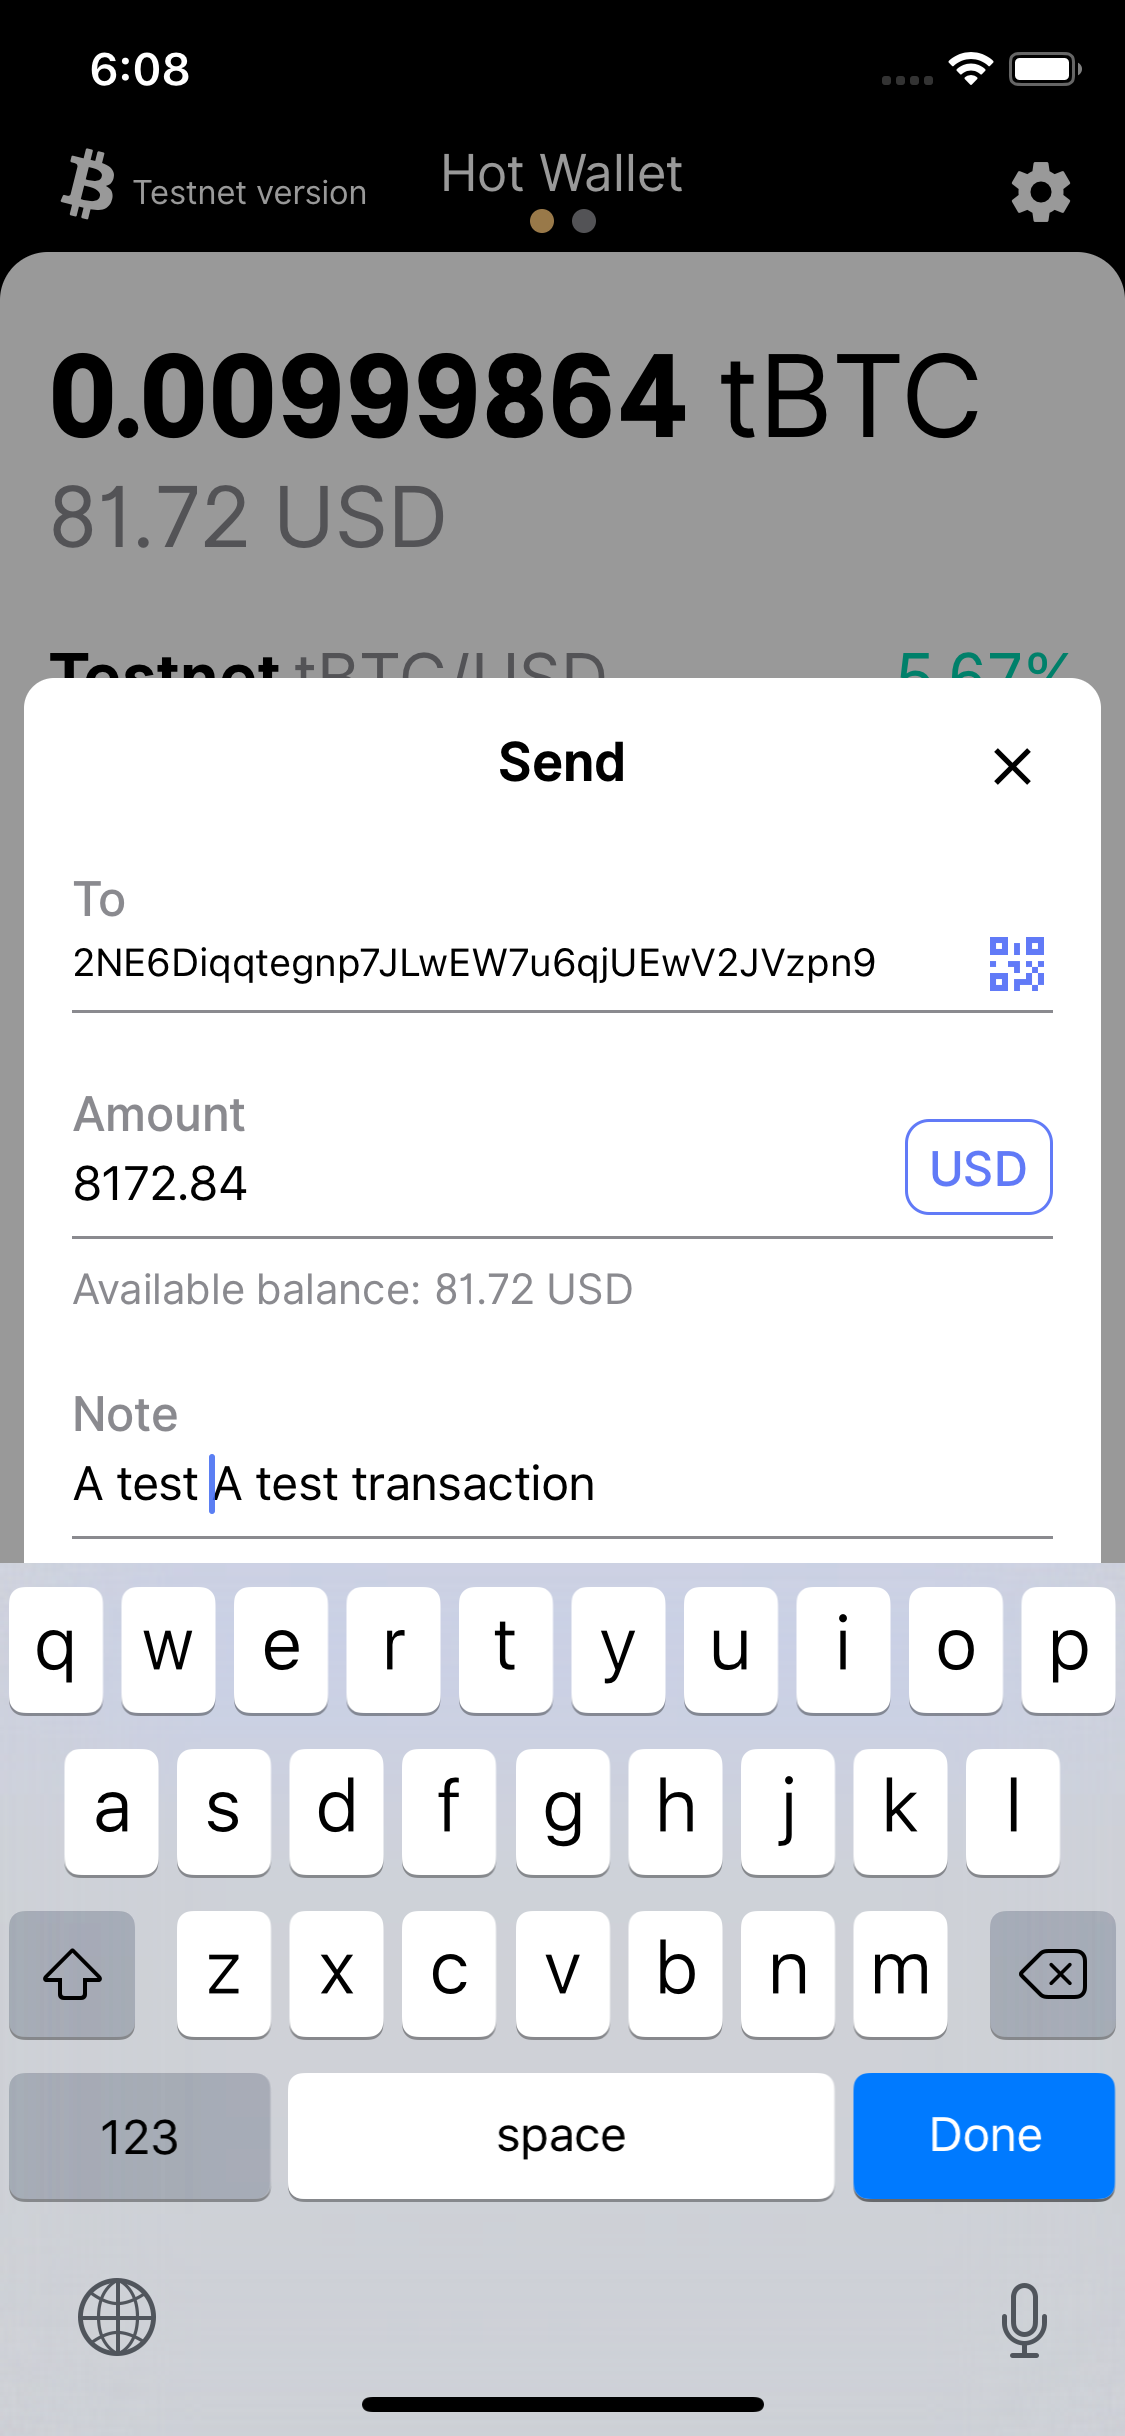 6:08
Testnet version
Hot Wallet
0.00999864 tBTC
81.72 USD
Testnet tBTC/USD 5.67%
Send
To
2NE6Diqqtegnp7JLwEW7u6qjUEwV2JVzpn9
Amount
8172.84
USD
Available balance: 81.72 USD
Note
A test A test transaction
q w e r t y u i o p
a s d f g h j k l
z x c v b n m
123 space Done